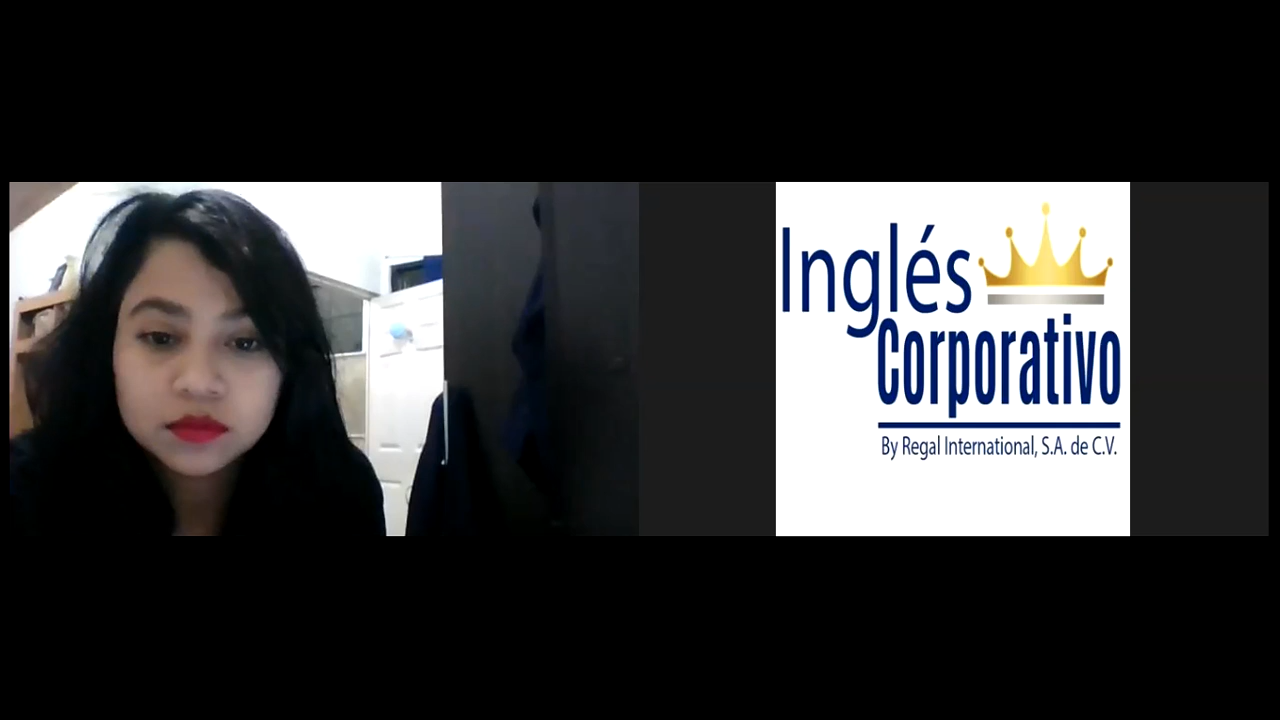 Inglés
Corporativo
By Regal International, S.A. de C.V.